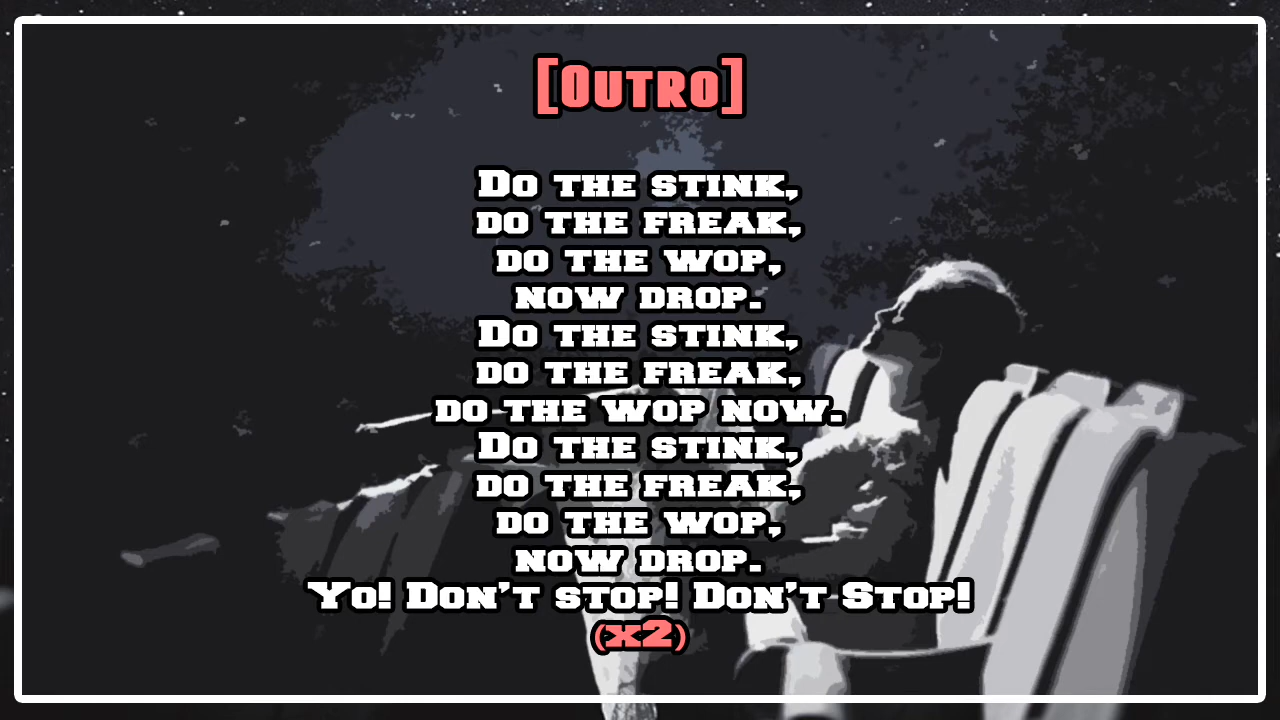 [Outro]
Do the stink,
do the freak,
do the wop,
now drop.
Do the stink,
do the freak,
do the wop now.
Do the stink,
do the freak,
do the wop,
now drop.
Yo! Don't stop! Don't Stop!
(x2)